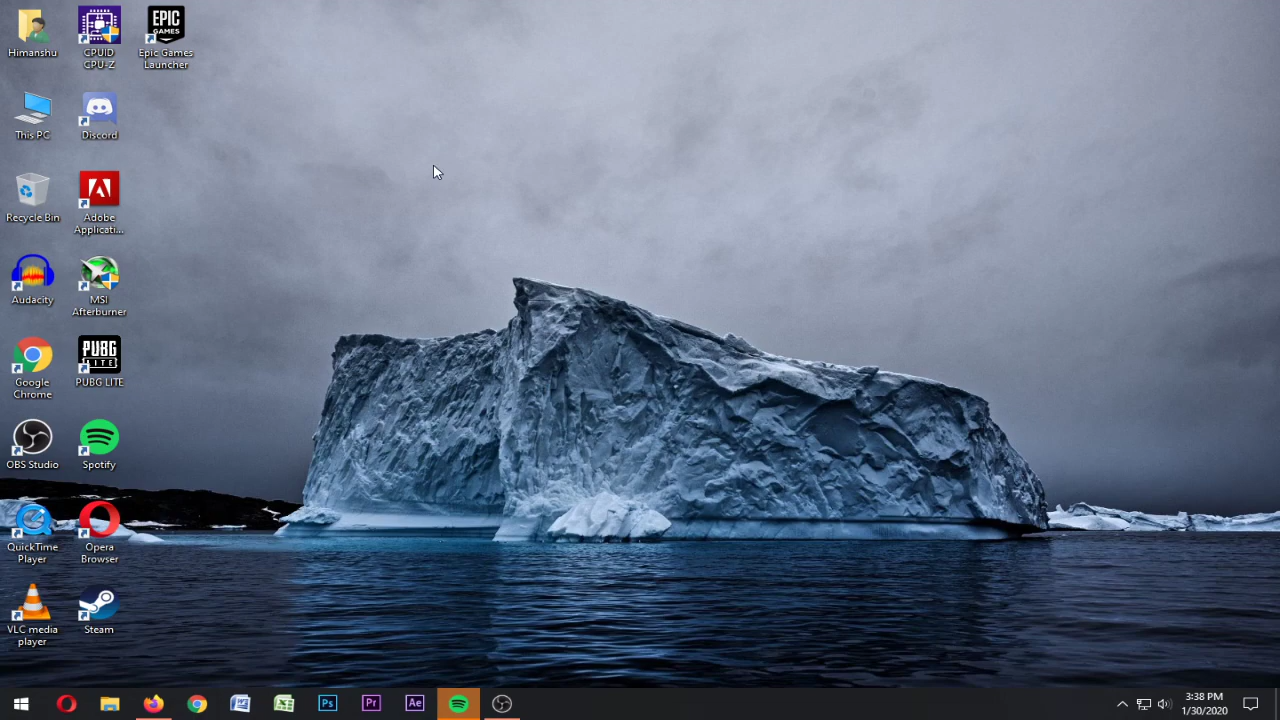 Himanshu
CPUID
CPU-Z
EPIC
GAMES
Epic Games
Launcher
This PC
Discord
Recycle Bin
Adobe
Applicati...
Audacity
MSI
Afterburner
Google
Chrome
PUBG
LITE
PUBG LITE
OBS Studio
Spotify
QuickTime
Player
Opera
Browser
VLC media
player
Steam
Ps
Pr
Ae
3:38 PM
1/30/2020